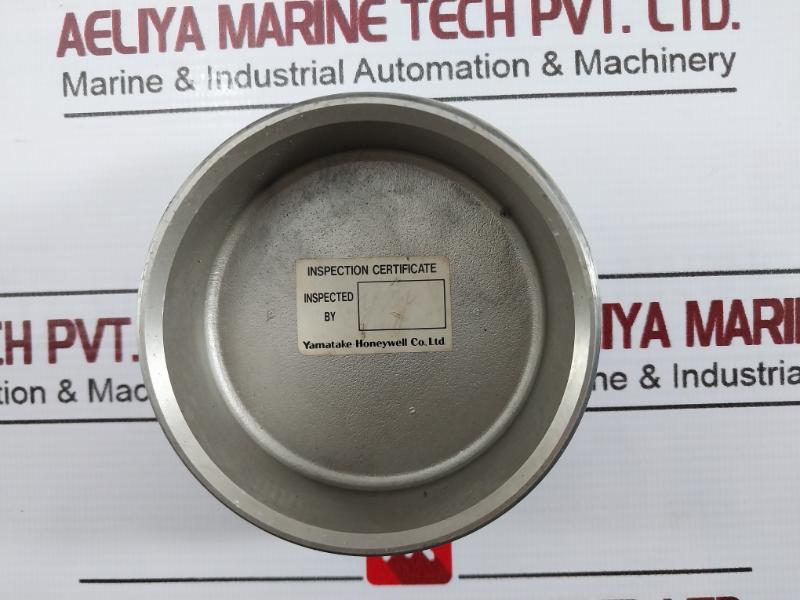 AELIYA MARINE TECH PVT. LTD.
Marine & Industrial Automation & Machinery
INSPECTION CERTIFICATE
INSPECTED
BY
Yamatake Honeywell Co., Ltd
H PVT.
IYA MARI
tion & Mac
ne & Industria